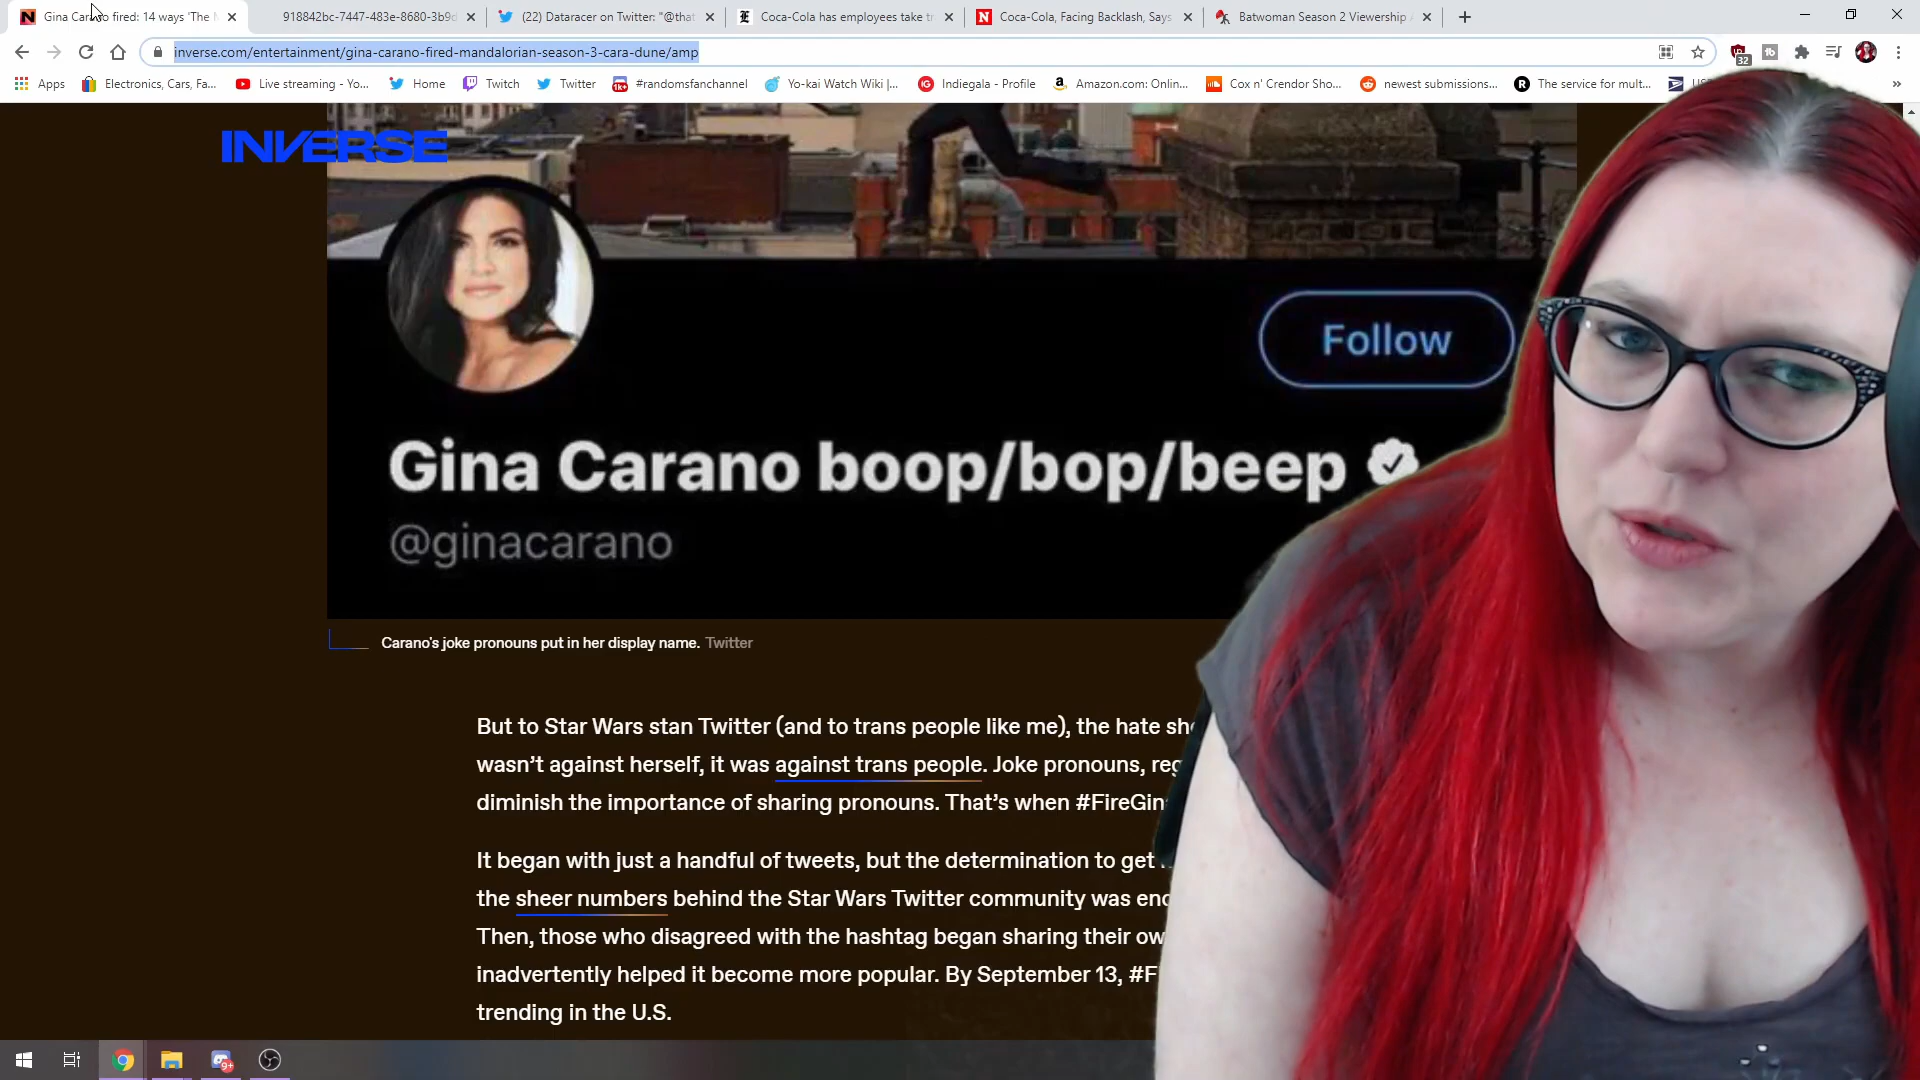 Gina Carano fired: 14 ways 'The M
918842bc-7447-483e-8680-3b9d
(22) Dataracer on Twitter: "@that
Coca-Cola has employees take tr
Coca-Cola, Facing Backlash, Says
Batwoman Season 2 Viewership
inverse.com/entertainment/gina-carano-fired-mandalorian-season-3-cara-dune/amp
32
Apps
Electronics, Cars, Fa...
Live streaming - Yo...
Home
Twitch
Twitter
1k+
#randomsfanchannel
Yo-kai Watch Wiki |...
Indiegala - Profile
Amazon.com: Onlin...
Cox n' Crendor Sho...
newest submissions...
The service for mult...
INVERSE
Follow
Gina Carano boop/bop/beep
@ginacarano
Carano's joke pronouns put in her display name. Twitter
But to Star Wars stan Twitter (and to trans people like me), the hate
wasn't against herself, it was against trans people. Joke pronouns,
diminish the importance of sharing pronouns. That's when
It began with just a handful of tweets, but the determination to get
the sheer numbers behind the Star Wars Twitter community was
Then, those who disagreed with the hashtag began sharing their
inadvertently helped it become more popular. By September 13,
trending in the U.S.
9+